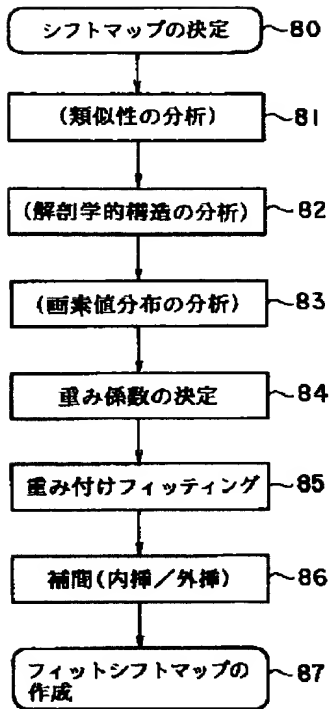 シフトマップの決定 80
(類似性の分析) 81
(解剖学的構造の分析) 82
(画素値分布の分析) 83
重み係数の決定 84
重み付けフィッティング 85
補間(内挿/外挿) 86
フィットシフトマップの
作成 87